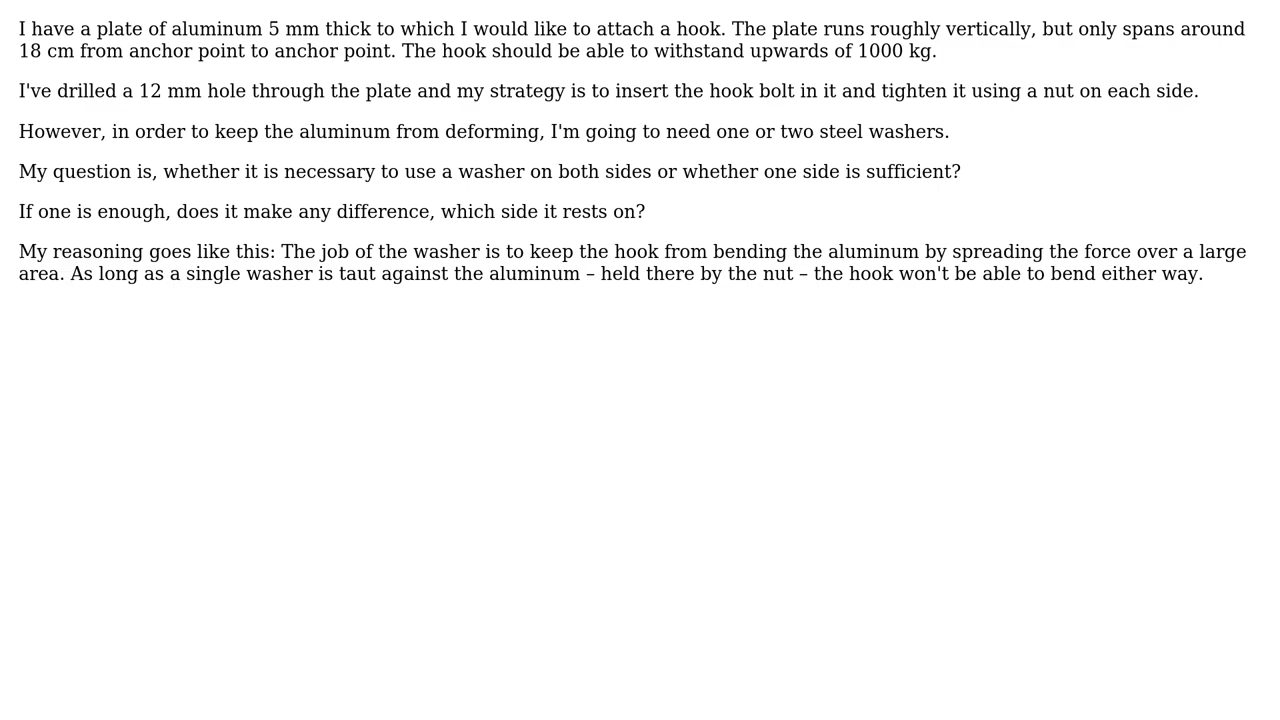 I have a plate of aluminum 5 mm thick to which I would like to attach a hook. The plate runs roughly vertically, but only spans around
18 cm from anchor point to anchor point. The hook should be able to withstand upwards of 1000 kg.
I've drilled a 12 mm hole through the plate and my strategy is to insert the hook bolt in it and tighten it using a nut on each side.
However, in order to keep the aluminum from deforming, I'm going to need one or two steel washers.
My question is, whether it is necessary to use a washer on both sides or whether one side is sufficient?
If one is enough, does it make any difference, which side it rests on?
My reasoning goes like this: The job of the washer is to keep the hook from bending the aluminum by spreading the force over a large
area. As long as a single washer is taut against the aluminum – held there by the nut – the hook won't be able to bend either way.